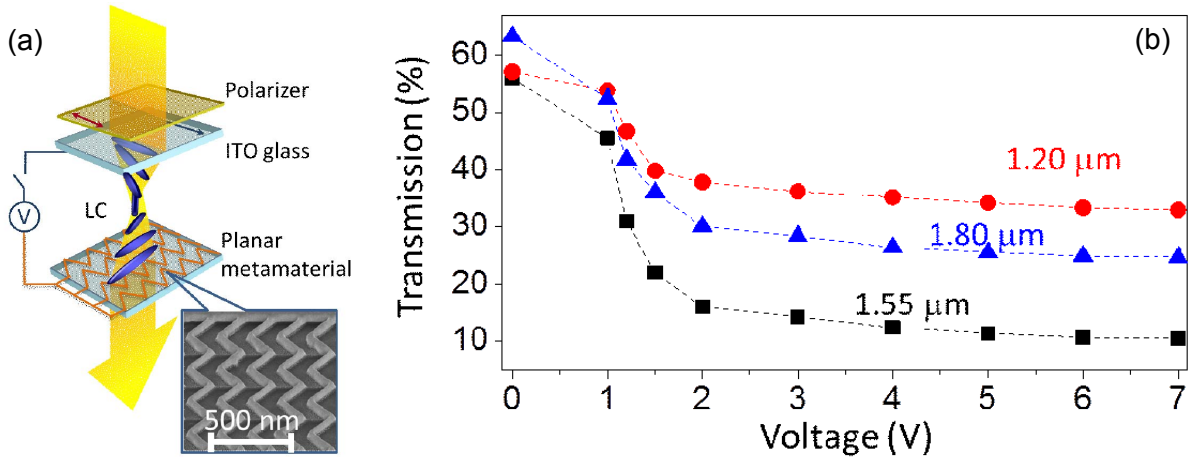 (a)
Polarizer
ITO glass
V
LC
Planar
metamaterial
500 nm
(b)
Transmission (%)
60
50
40
30
20
10
1.20 μm
1.80 μm
1.55 μm
0 1 2 3 4 5 6 7
Voltage (V)